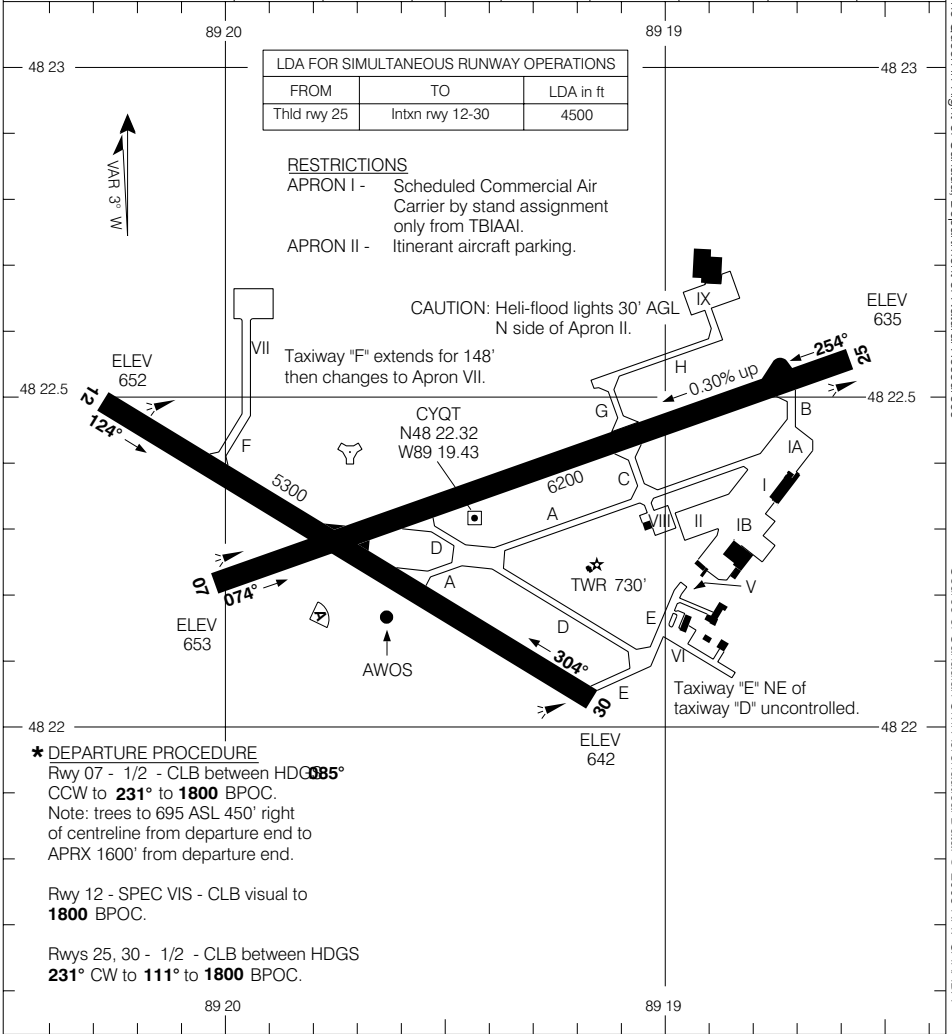 89 20
89 19
48 23
48 23
LDA FOR SIMULTANEOUS RUNWAY OPERATIONS
FROM TO LDA in ft
Thld rwy 25 Intxn rwy 12-30 4500
VAR 3° W
RESTRICTIONS
APRON I - Scheduled Commercial Air
Carrier by stand assignment
only from TBIAAI.
APRON II - Itinerant aircraft parking.
CAUTION: Heli-flood lights 30' AGL
N side of Apron II.
IX
ELEV
635
VII
Taxiway "F" extends for 148'
then changes to Apron VII.
ELEV
652
H
254°
25
0.30% up
48 22.5
48 22.5
12
124°
CYQT
N48 22.32
W89 19.43
G
B
F
IA
5300
6200
C
I
A
VIII
II
IB
D
TWR 730'
A
V
07
074°
ELEV
653
A
D
E
AWOS
304°
VI
E
30
Taxiway "E" NE of
taxiway "D" uncontrolled.
48 22
48 22
ELEV
642
* DEPARTURE PROCEDURE
Rwy 07 - 1/2 - CLB between HDGS 085°
CCW to 231° to 1800 BPOC.
Note: trees to 695 ASL 450' right
of centreline from departure end to
APRX 1600' from departure end.
Rwy 12 - SPEC VIS - CLB visual to
1800 BPOC.
Rwys 25, 30 - 1/2 - CLB between HDGS
231° CW to 111° to 1800 BPOC.
89 20
89 19